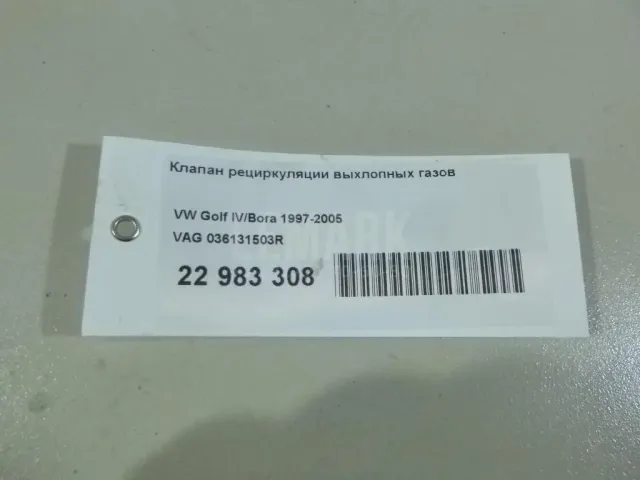 Клапан рециркуляции выхлопных газов
VW Golf IV/Bora 1997-2005
VAG 036131503R
22 983 308